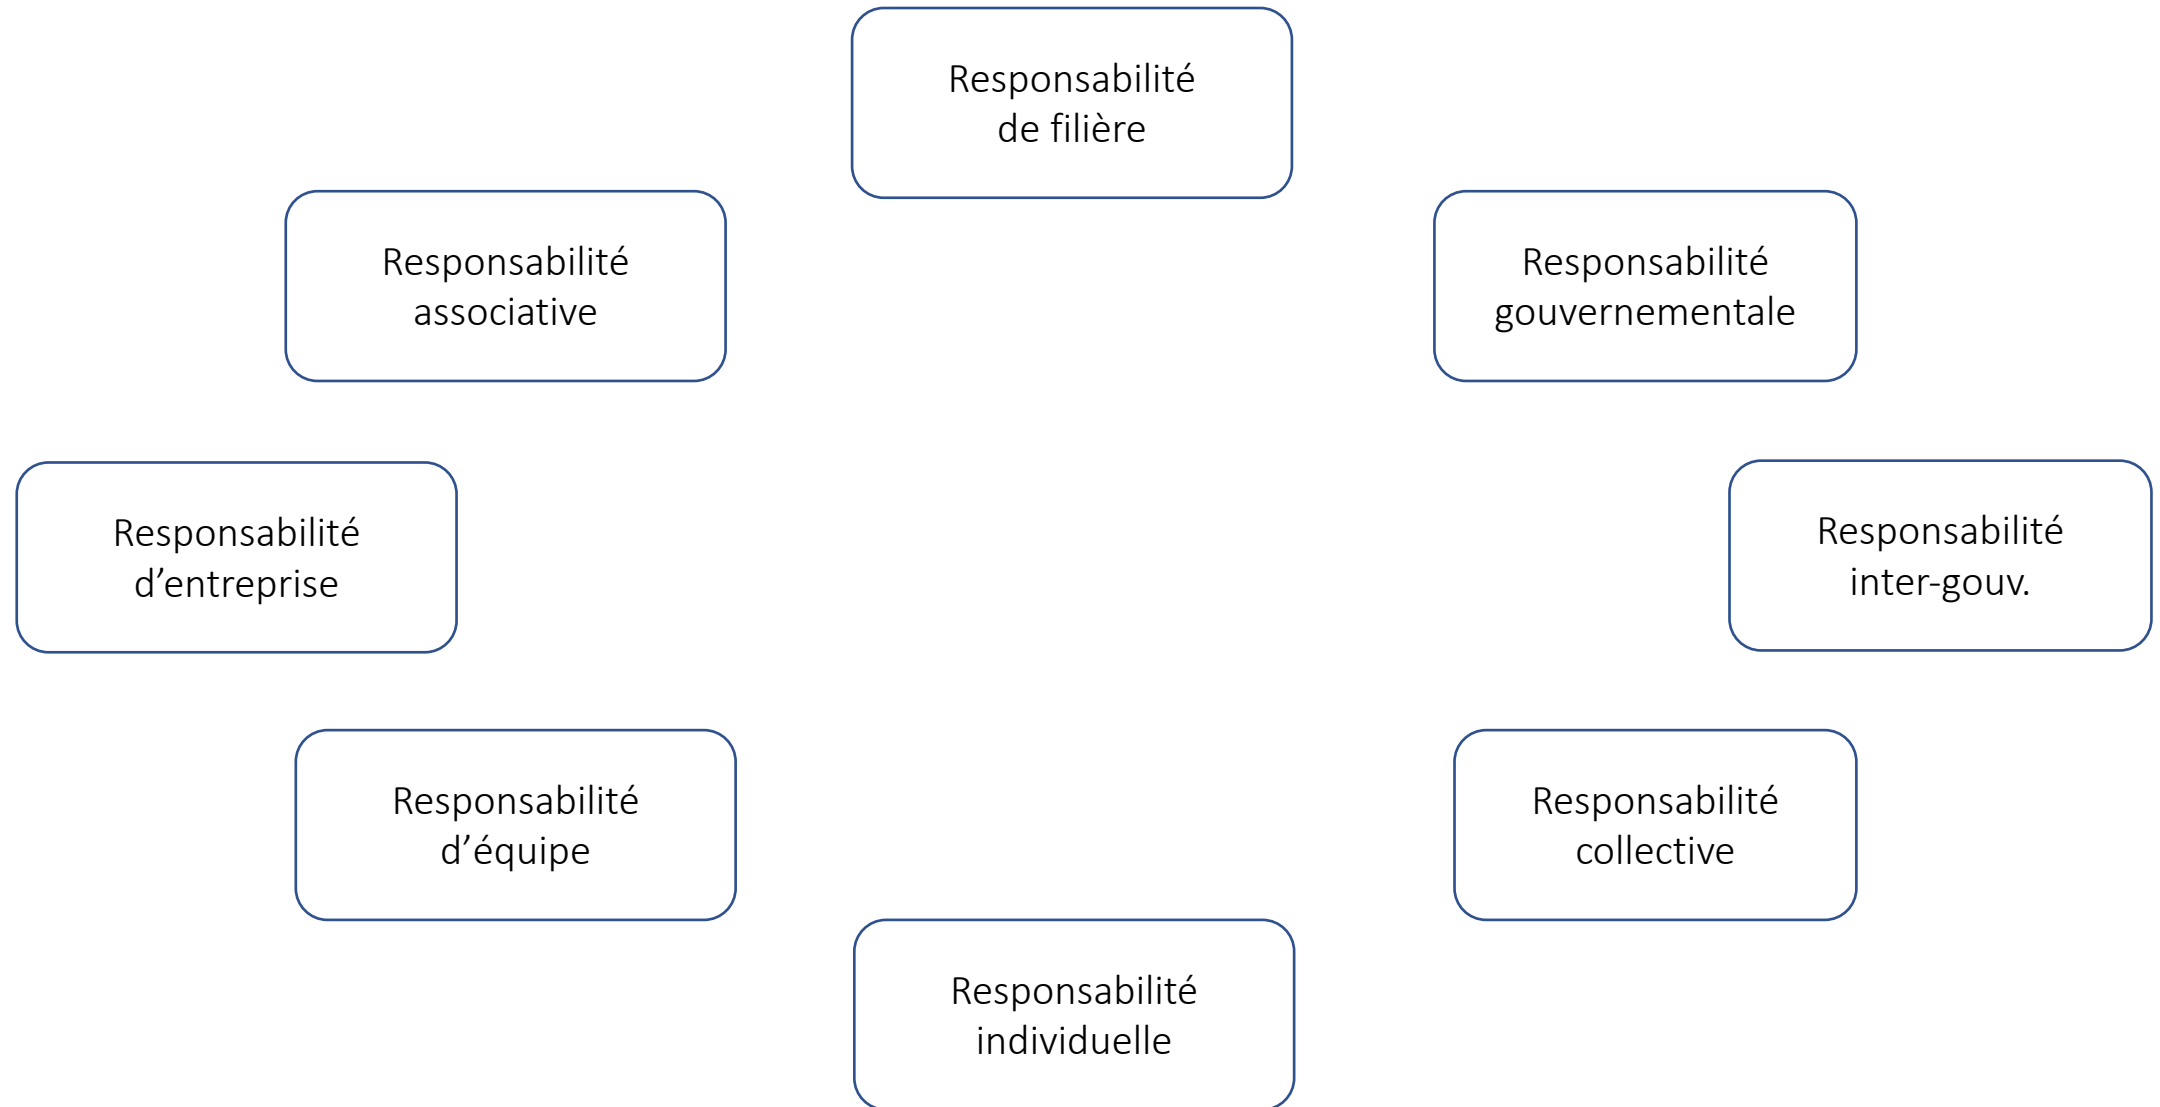 Responsabilité
de filière
Responsabilité
associative
Responsabilité
gouvernementale
Responsabilité
d’entreprise
Responsabilité
inter-gouv.
Responsabilité
d’équipe
Responsabilité
collective
Responsabilité
individuelle